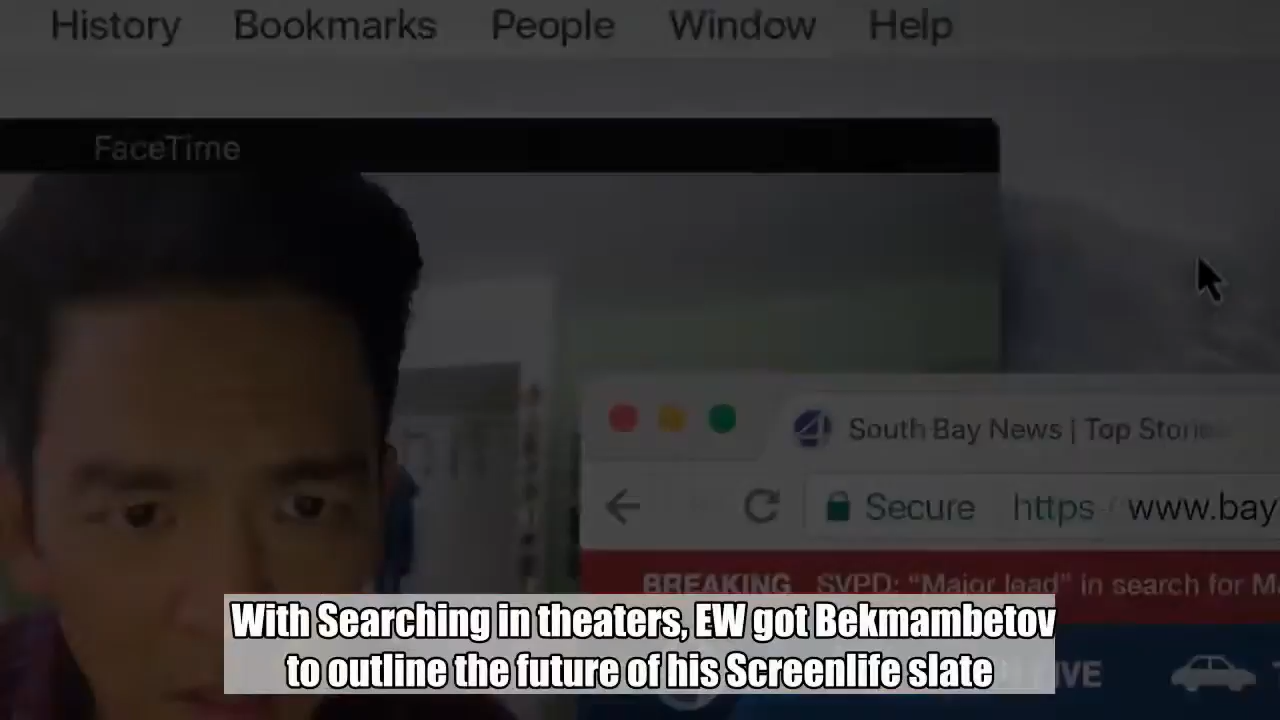 History Bookmarks People Window Help
FaceTime
South Bay News | Top Stories
Secure https www.bay
BREAKING SVPD: “Major lead” in search for M
With Searching in theaters, EW got Bekmambetov
to outline the future of his Screenlife slate